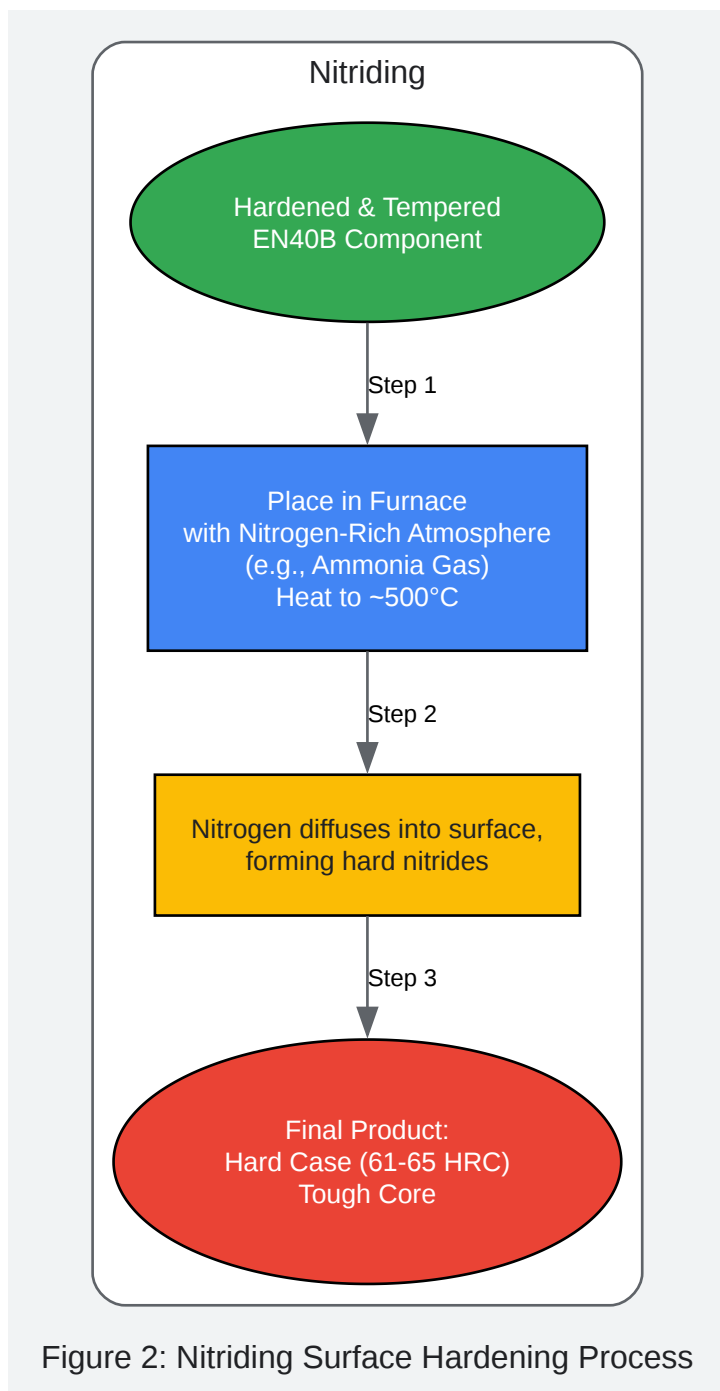 Nitriding
Hardened & Tempered
EN40B Component
Step 1
Place in Furnace
with Nitrogen-Rich Atmosphere
(e.g., Ammonia Gas)
Heat to ~500°C
Step 2
Nitrogen diffuses into surface,
forming hard nitrides
Step 3
Final Product:
Hard Case (61-65 HRC)
Tough Core
Figure 2: Nitriding Surface Hardening Process